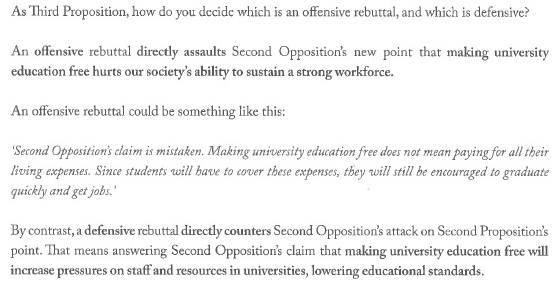 As Third Proposition, how do you decide which is an offensive rebuttal, and which is defensive?
An offensive rebuttal directly assaults Second Opposition's new point that making university
education free hurts our society's ability to sustain a strong workforce.
An offensive rebuttal could be something like this:
'Second Opposition's claim is mistaken. Making university education free does not mean paying for all their
living expenses. Since students will have to cover these expenses, they will still be encouraged to graduate
quickly and get jobs.'
By contrast, a defensive rebuttal directly counters Second Opposition's attack on Second Proposition's
point. That means answering Second Opposition's claim that making university education free will
increase pressures on staff and resources in universities, lowering educational standards.